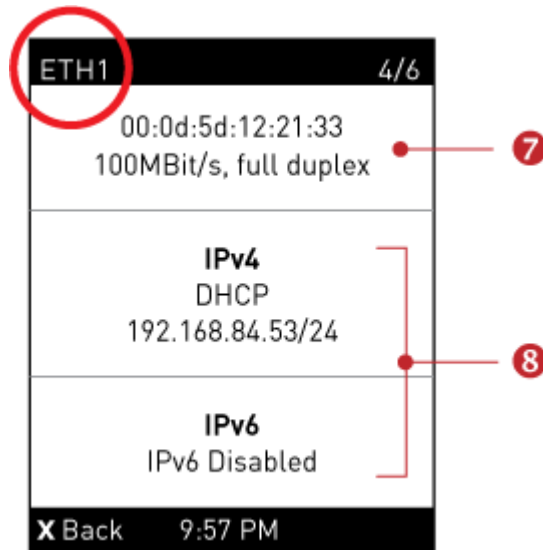 ETH1 4/6
00:0d:5d:12:21:33
100MBit/s, full duplex
7
IPv4
DHCP
192.168.84.53/24
8
IPv6
IPv6 Disabled
X Back 9:57 PM